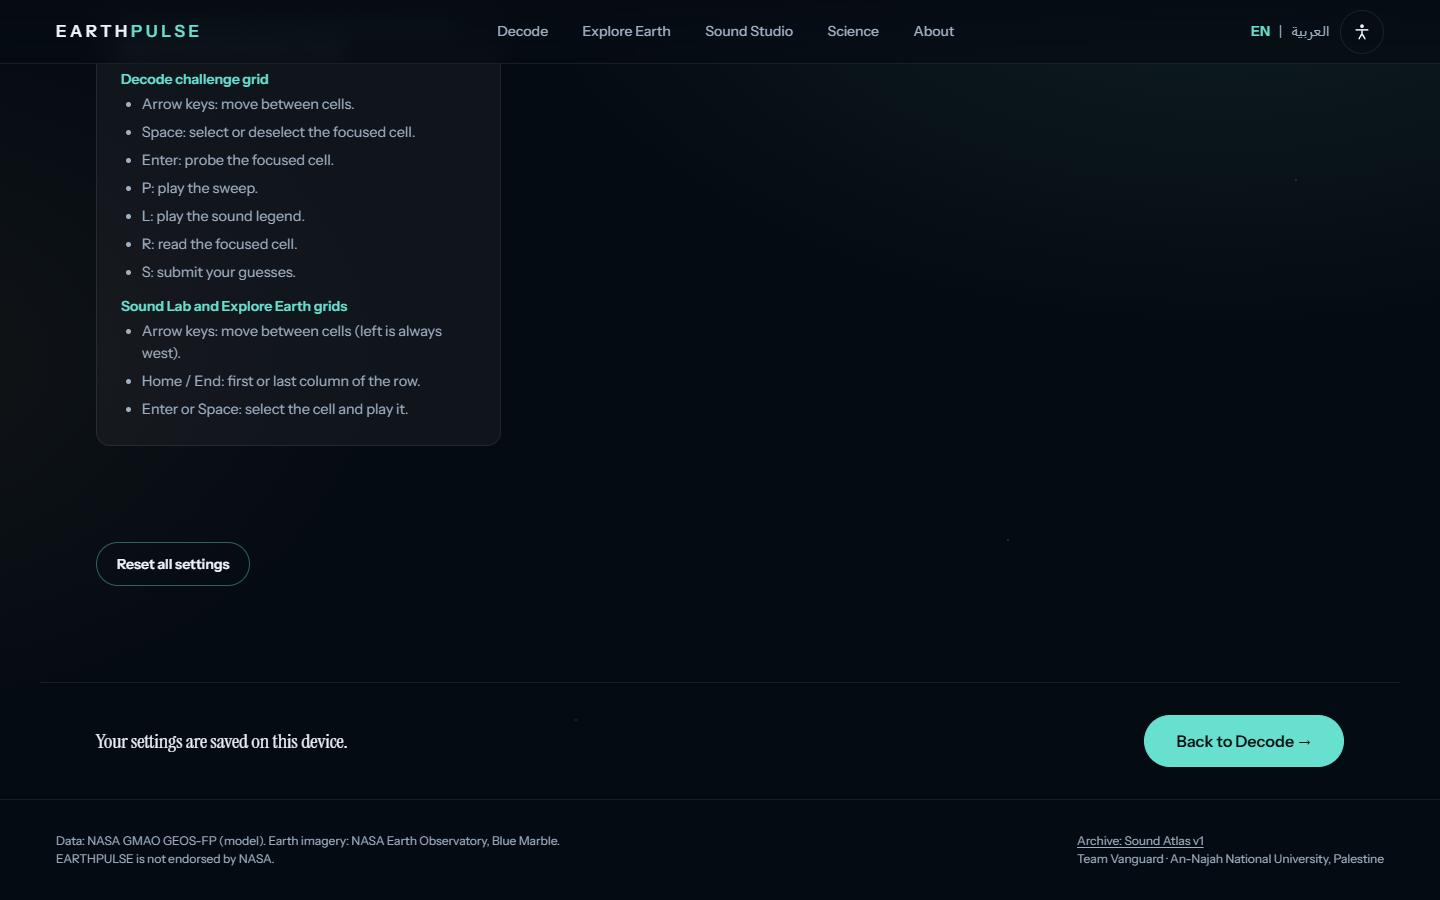 EARTHPULSE
Decode
Explore Earth
Sound Studio
Science
About
EN | العربية
Decode challenge grid
Arrow keys: move between cells.
Space: select or deselect the focused cell.
Enter: probe the focused cell.
P: play the sweep.
L: play the sound legend.
R: read the focused cell.
S: submit your guesses.
Sound Lab and Explore Earth grids
Arrow keys: move between cells (left is always
west).
Home / End: first or last column of the row.
Enter or Space: select the cell and play it.
Reset all settings
Your settings are saved on this device.
Back to Decode →
Data: NASA GMAO GEOS-FP (model). Earth imagery: NASA Earth Observatory, Blue Marble.
EARTHPULSE is not endorsed by NASA.
Archive: Sound Atlas v1
Team Vanguard · An-Najah National University, Palestine